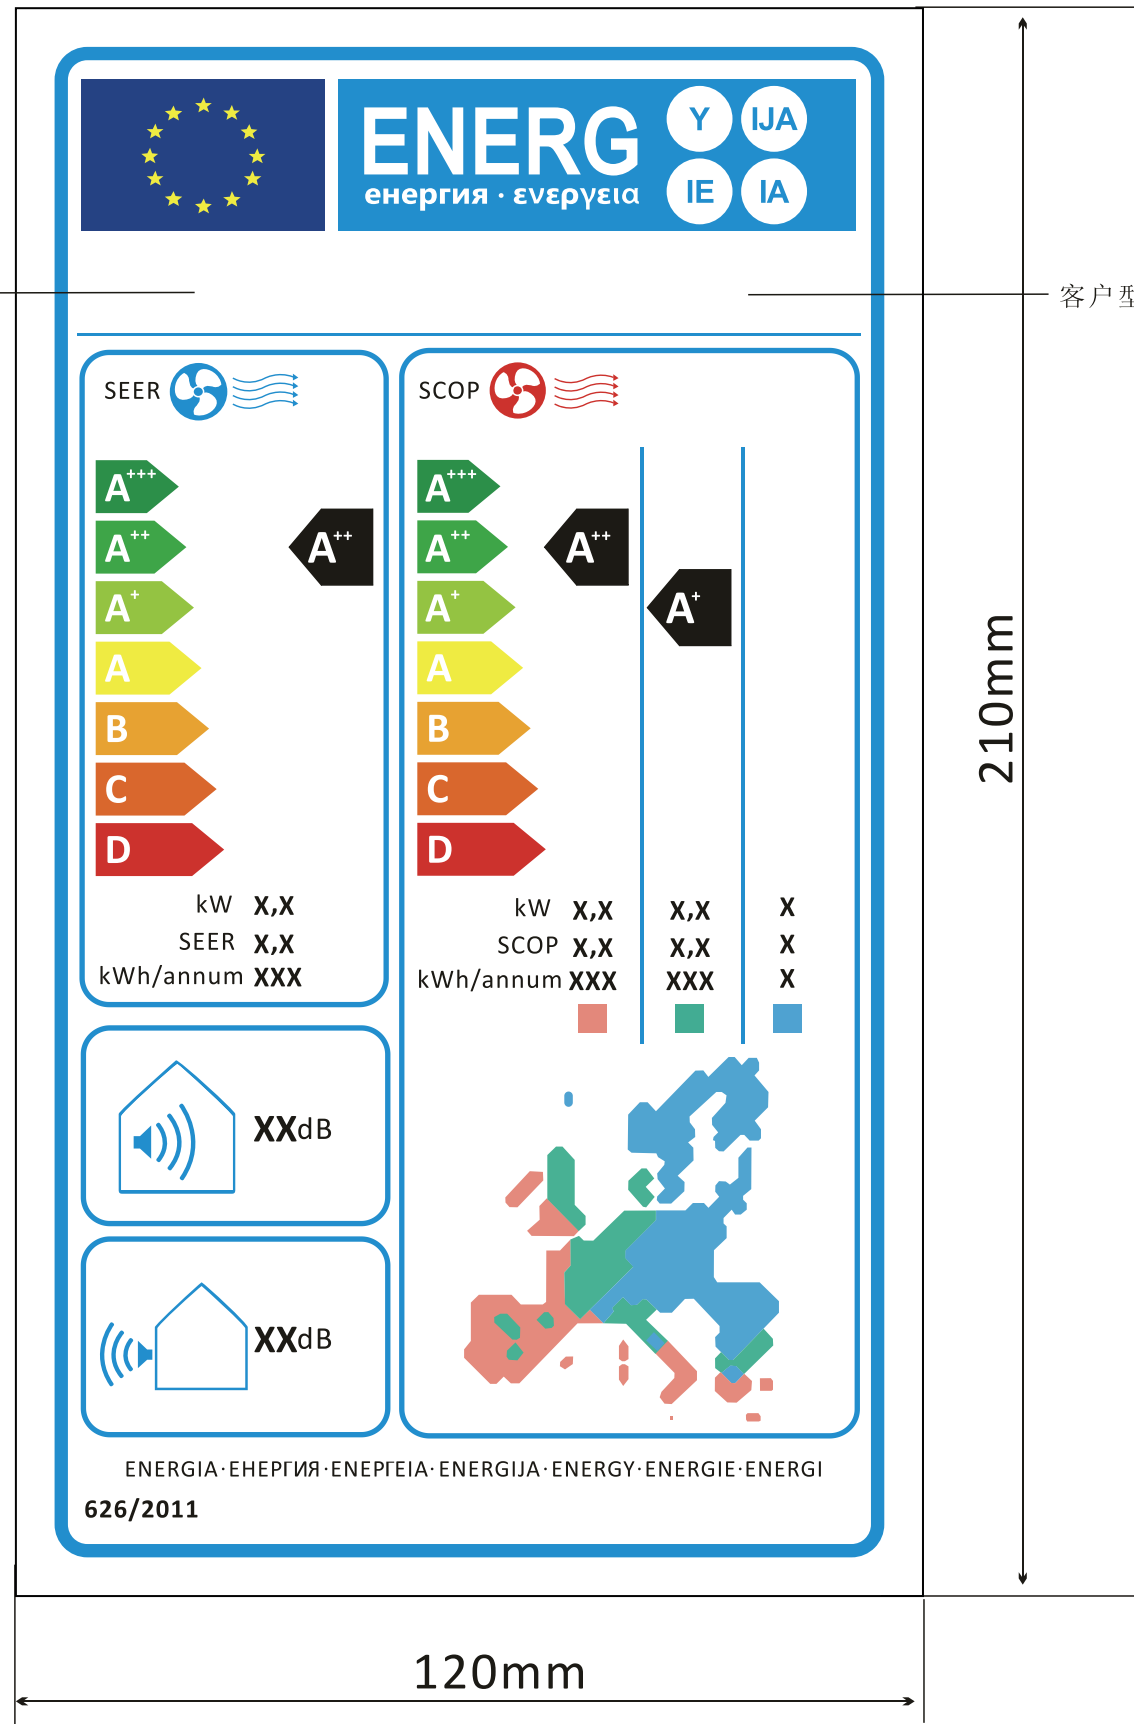 ENERG
енергия · ενεργεια
Y IJA
IE IA
客户型
SEER
SCOP
A+++
A++
A+
A
B
C
D
A++
A+++
A++
A+
A
B
C
D
A++
A+
kW X,X
SEER X,X
kWh/annum XXX
kW X,X X,X X
SCOP X,X X,X X
kWh/annum XXX XXX X
XXdB
XXdB
ENERGIA·ЕНЕРГИЯ·ΕΝΕΡΓΕΙΑ·ENERGIJA·ENERGY·ENERGIE·ENERGI
626/2011
210mm
120mm